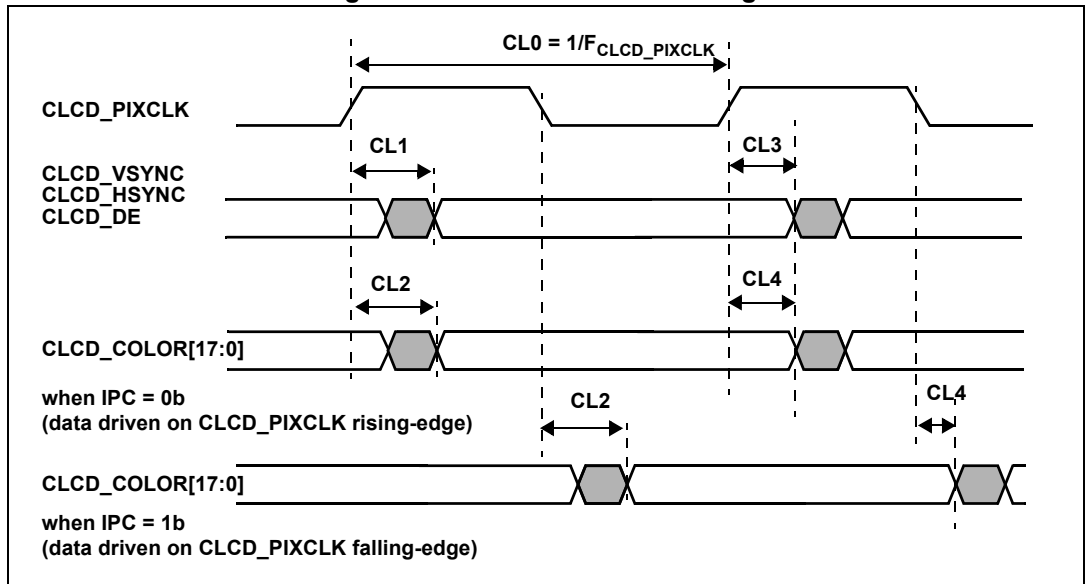 CL0 = 1/FCLCD_PIXCLK
CLCD_PIXCLK
CL1
CL3
CLCD_VSYNC
CLCD_HSYNC
CLCD_DE
CL2
CL4
CLCD_COLOR[17:0]
when IPC = 0b
(data driven on CLCD_PIXCLK rising-edge)
CL2
CL4
CLCD_COLOR[17:0]
when IPC = 1b
(data driven on CLCD_PIXCLK falling-edge)